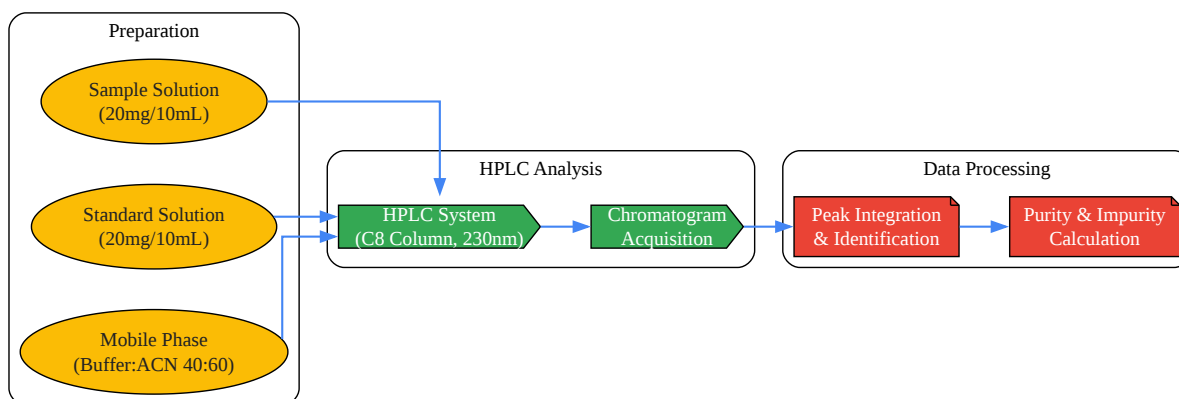 Preparation
Sample Solution
(20mg/10mL)
Standard Solution
(20mg/10mL)
Mobile Phase
(Buffer:ACN 40:60)
HPLC Analysis
HPLC System
(C8 Column, 230nm)
Chromatogram
Acquisition
Data Processing
Peak Integration
& Identification
Purity & Impurity
Calculation